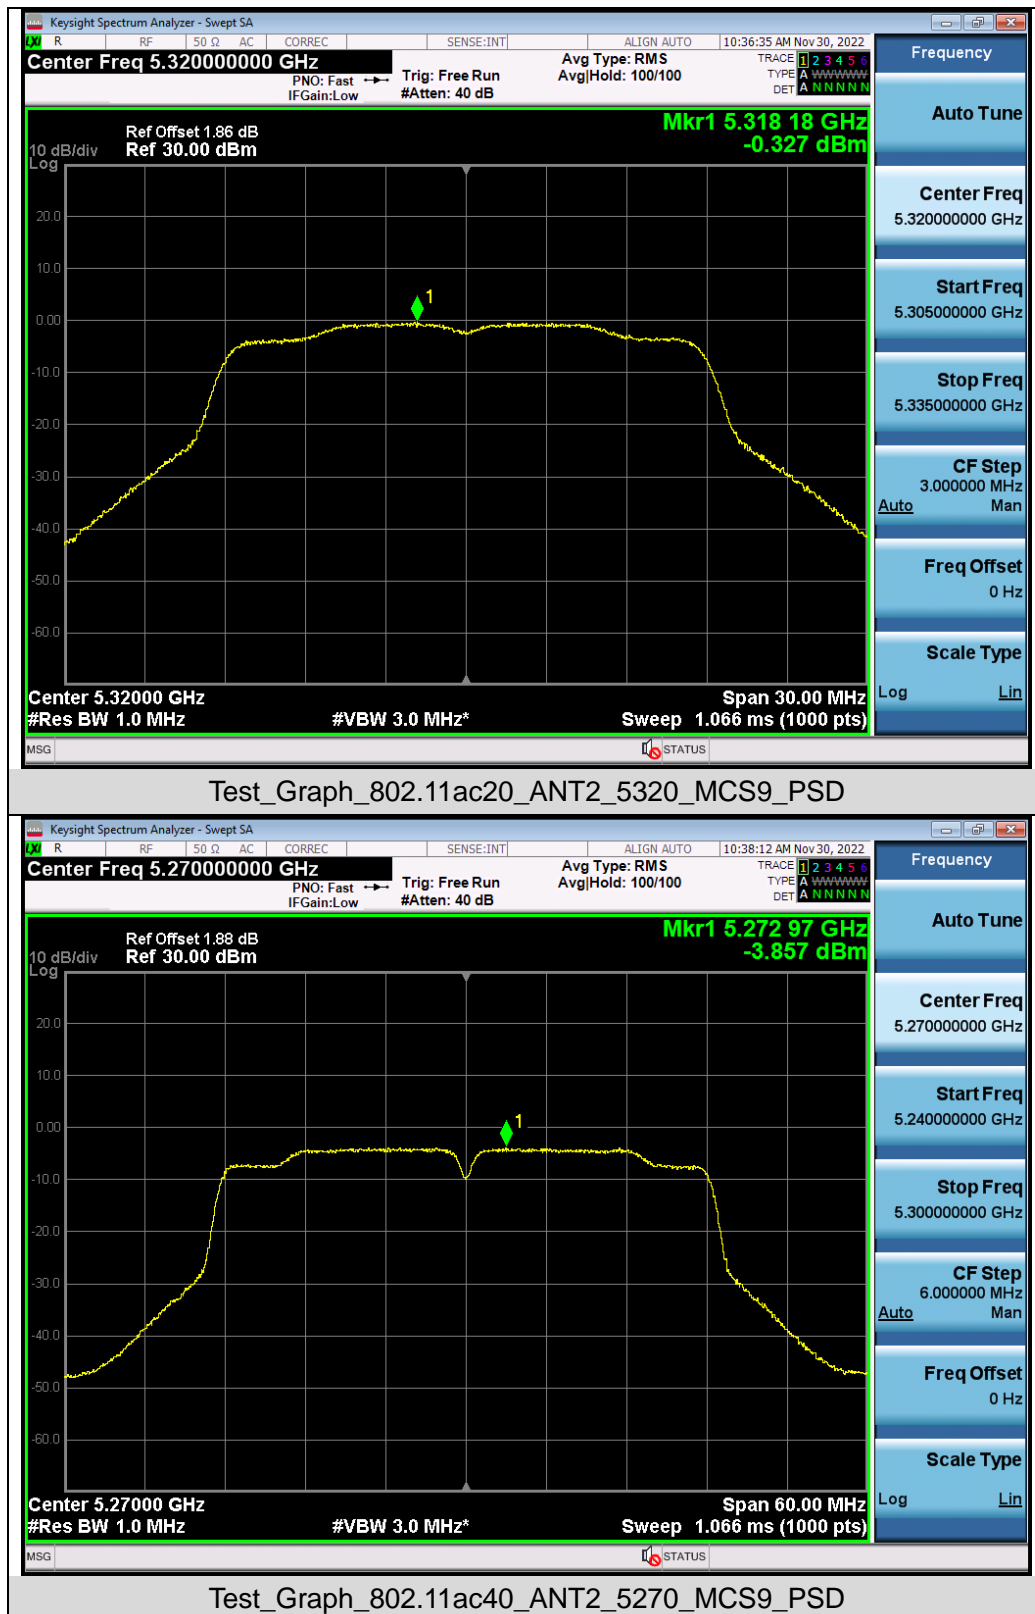 Keysight Spectrum Analyzer - Swept SA
LXI R RF 50 Ω AC CORREC SENSE:INT ALIGN AUTO 10:36:35 AM Nov 30, 2022
Center Freq 5.320000000 GHz
PNO: Fast
IFGain:Low
Trig: Free Run
#Atten: 40 dB
Avg Type: RMS
Avg|Hold: 100/100
TRACE 1 2 3 4 5 6
TYPE A WWWWW
DET A N N N N N
Ref Offset 1.86 dB
10 dB/div Ref 30.00 dBm
Log
Mkr1 5.318 18 GHz
-0.327 dBm
20.0
10.0
0.00
-10.0
-20.0
-30.0
-40.0
-50.0
-60.0
1
Center 5.32000 GHz Span 30.00 MHz
#Res BW 1.0 MHz #VBW 3.0 MHz* Sweep 1.066 ms (1000 pts)
MSG STATUS
Frequency
Auto Tune
Center Freq
5.320000000 GHz
Start Freq
5.305000000 GHz
Stop Freq
5.335000000 GHz
CF Step
3.000000 MHz
Auto Man
Freq Offset
0 Hz
Scale Type
Log Lin
Test_Graph_802.11ac20_ANT2_5320_MCS9_PSD
Keysight Spectrum Analyzer - Swept SA
LXI R RF 50 Ω AC CORREC SENSE:INT ALIGN AUTO 10:38:12 AM Nov 30, 2022
Center Freq 5.270000000 GHz
PNO: Fast
IFGain:Low
Trig: Free Run
#Atten: 40 dB
Avg Type: RMS
Avg|Hold: 100/100
TRACE 1 2 3 4 5 6
TYPE A WWWWW
DET A N N N N N
Ref Offset 1.88 dB
10 dB/div Ref 30.00 dBm
Log
Mkr1 5.272 97 GHz
-3.857 dBm
20.0
10.0
0.00
-10.0
-20.0
-30.0
-40.0
-50.0
-60.0
1
Center 5.27000 GHz Span 60.00 MHz
#Res BW 1.0 MHz #VBW 3.0 MHz* Sweep 1.066 ms (1000 pts)
MSG STATUS
Frequency
Auto Tune
Center Freq
5.270000000 GHz
Start Freq
5.240000000 GHz
Stop Freq
5.300000000 GHz
CF Step
6.000000 MHz
Auto Man
Freq Offset
0 Hz
Scale Type
Log Lin
Test_Graph_802.11ac40_ANT2_5270_MCS9_PSD